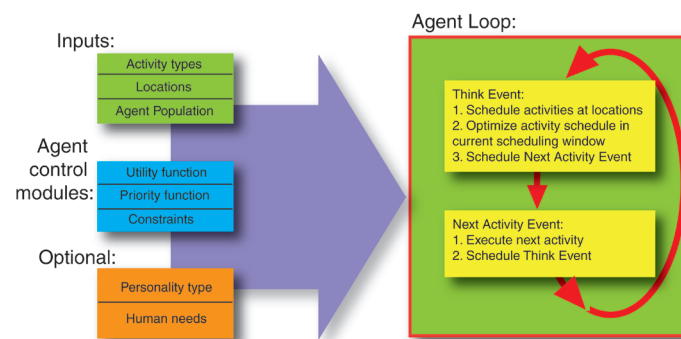 Inputs:
Activity types
Locations
Agent Population
Agent
control
modules:
Utility function
Priority function
Constraints
Optional:
Personality type
Human needs
Agent Loop:
Think Event:
1. Schedule activities at locations
2. Optimize activity schedule in
current scheduling window
3. Schedule Next Activity Event
Next Activity Event:
1. Execute next activity
2. Schedule Think Event